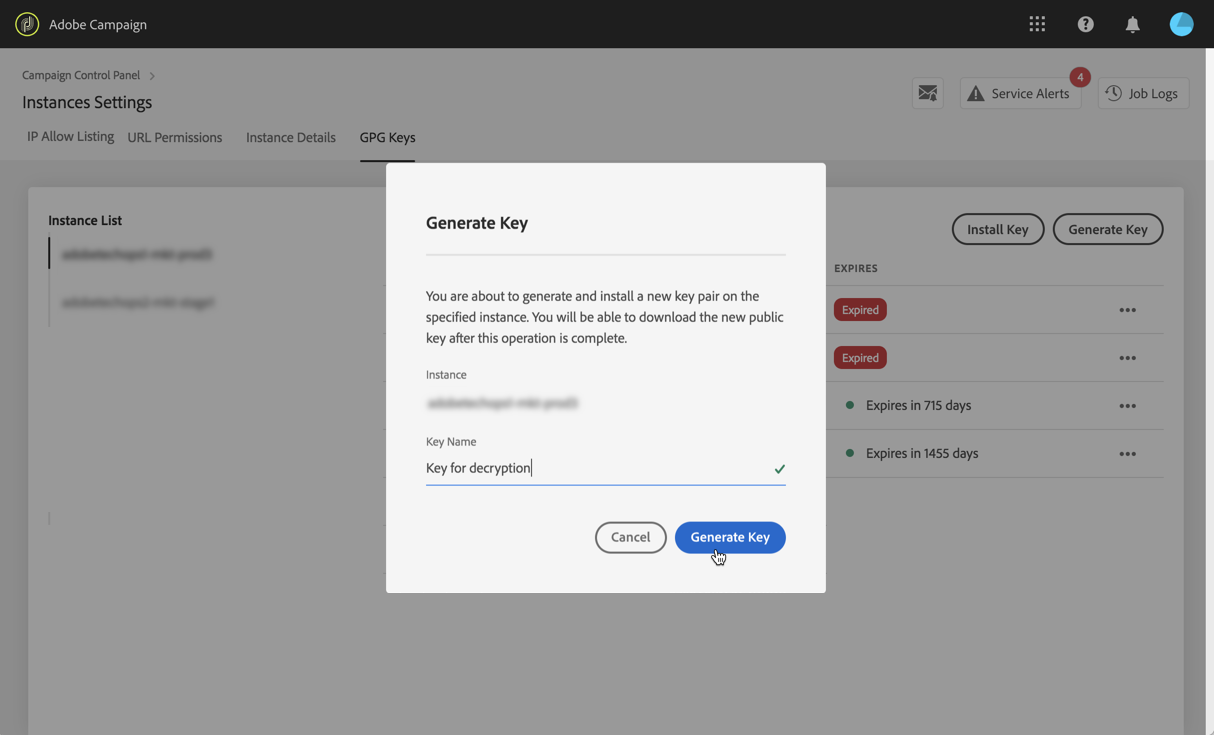 Adobe Campaign
Campaign Control Panel
Instances Settings
4
Service Alerts
Job Logs
IP Allow Listing
URL Permissions
Instance Details
GPG Keys
Instance List
Install Key
Generate Key
EXPIRES
Expired
Expired
Expires in 715 days
Expires in 1455 days
Generate Key
You are about to generate and install a new key pair on the
specified instance. You will be able to download the new public
key after this operation is complete.
Instance
Key Name
Key for decryption
Cancel
Generate Key